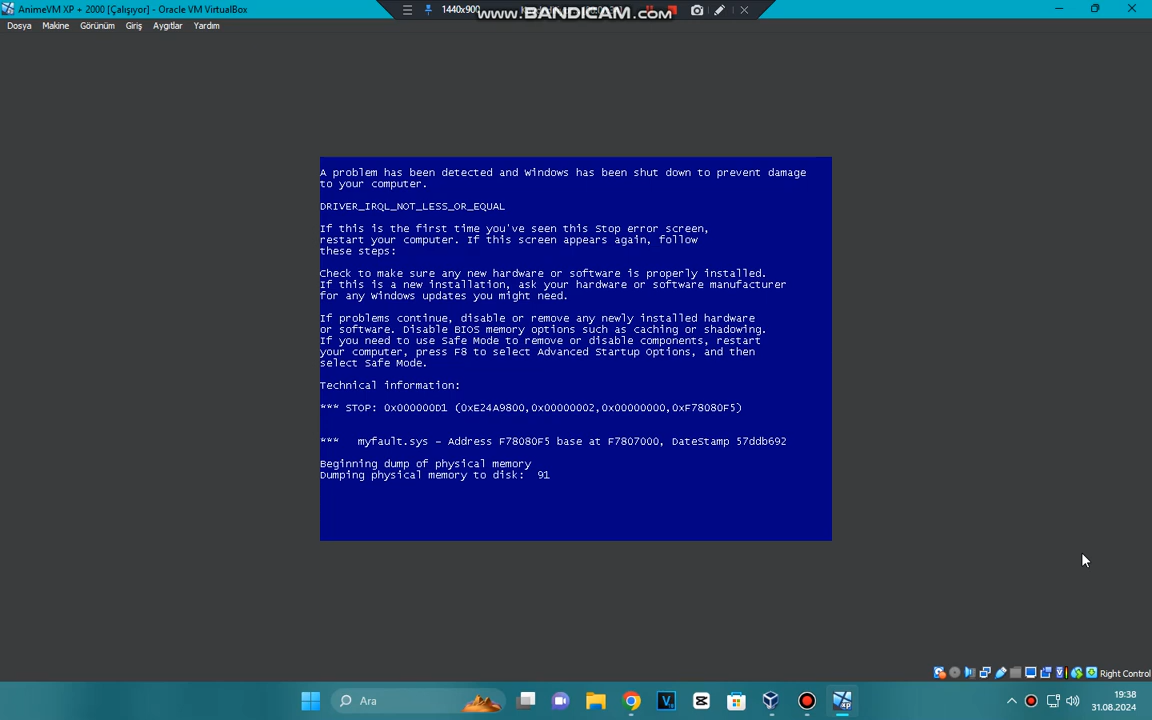 AnimeVM XP + 2000 [Çalışıyor] - Oracle VM VirtualBox
1440x900
www.BANDICAM.com
Dosya Makine Görünüm Giriş Aygıtlar Yardım
A problem has been detected and Windows has been shut down to prevent damage
to your computer.
DRIVER_IRQL_NOT_LESS_OR_EQUAL
If this is the first time you've seen this Stop error screen,
restart your computer. If this screen appears again, follow
these steps:
Check to make sure any new hardware or software is properly installed.
If this is a new installation, ask your hardware or software manufacturer
for any Windows updates you might need.
If problems continue, disable or remove any newly installed hardware
or software. Disable BIOS memory options such as caching or shadowing.
If you need to use Safe Mode to remove or disable components, restart
your computer, press F8 to select Advanced Startup Options, and then
select Safe Mode.
Technical information:
*** STOP: 0x000000D1 (0xE24A9800,0x00000002,0x00000000,0xF78080F5)
*** myfault.sys - Address F78080F5 base at F7807000, DateStamp 57ddb692
Beginning dump of physical memory
Dumping physical memory to disk: 91
Right Control
Ara
19:38
31.08.2024